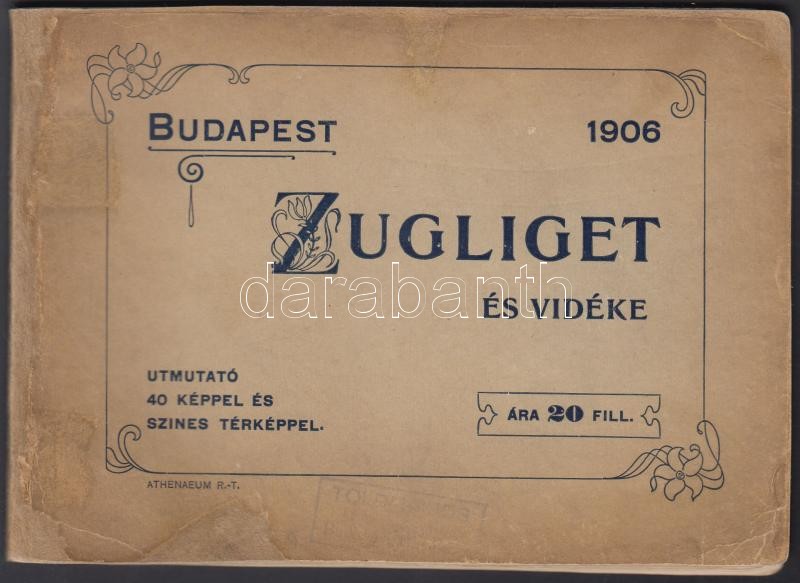 BUDAPEST 1906
ZUGLIGET
darabanth
ÉS VIDÉKE
UTMUTATÓ
40 KÉPPEL ÉS
SZINES TÉRKÉPPEL.
ÁRA 20 FILL.
ATHENAEUM R.-T.